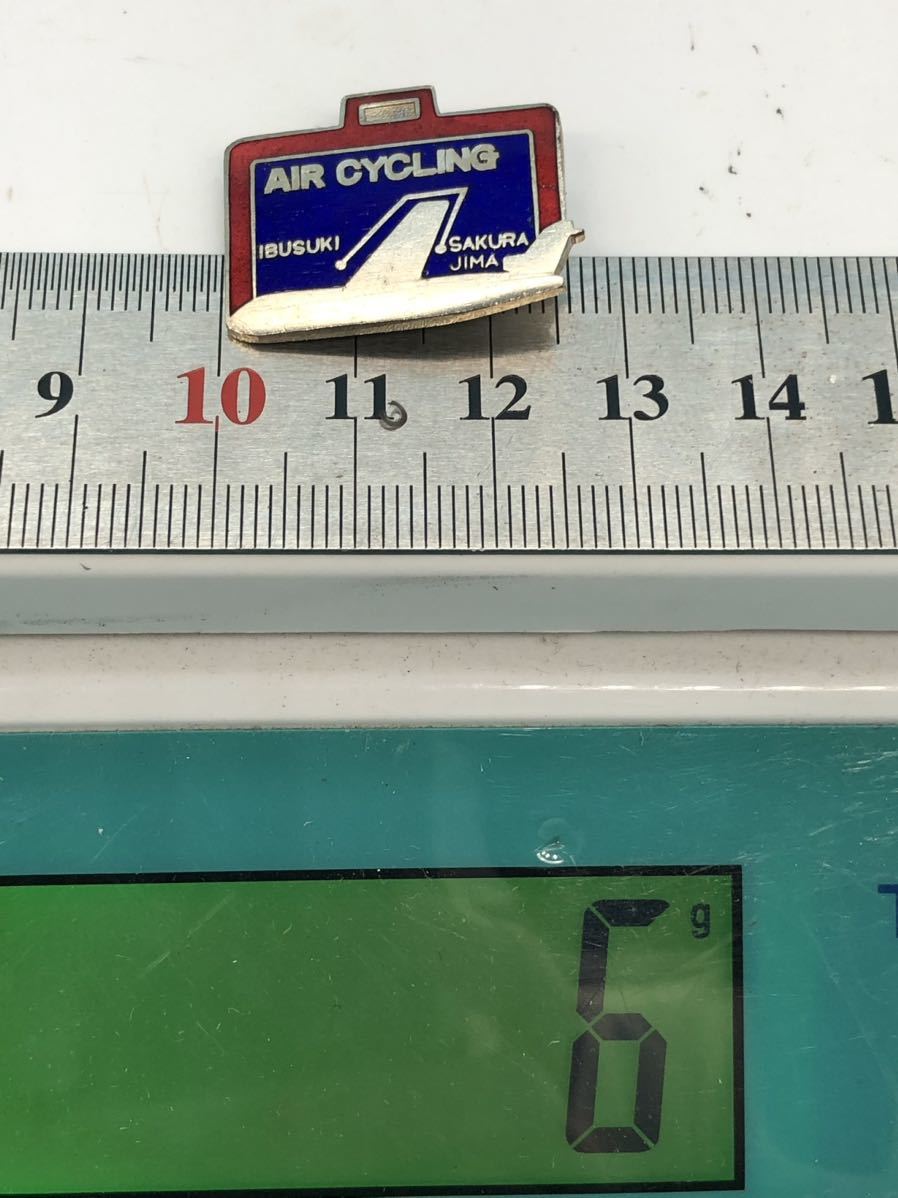 AIR CYCLING
IBUSUKI
SAKURA
JIMA
9 10 11 12 13 14
6 g